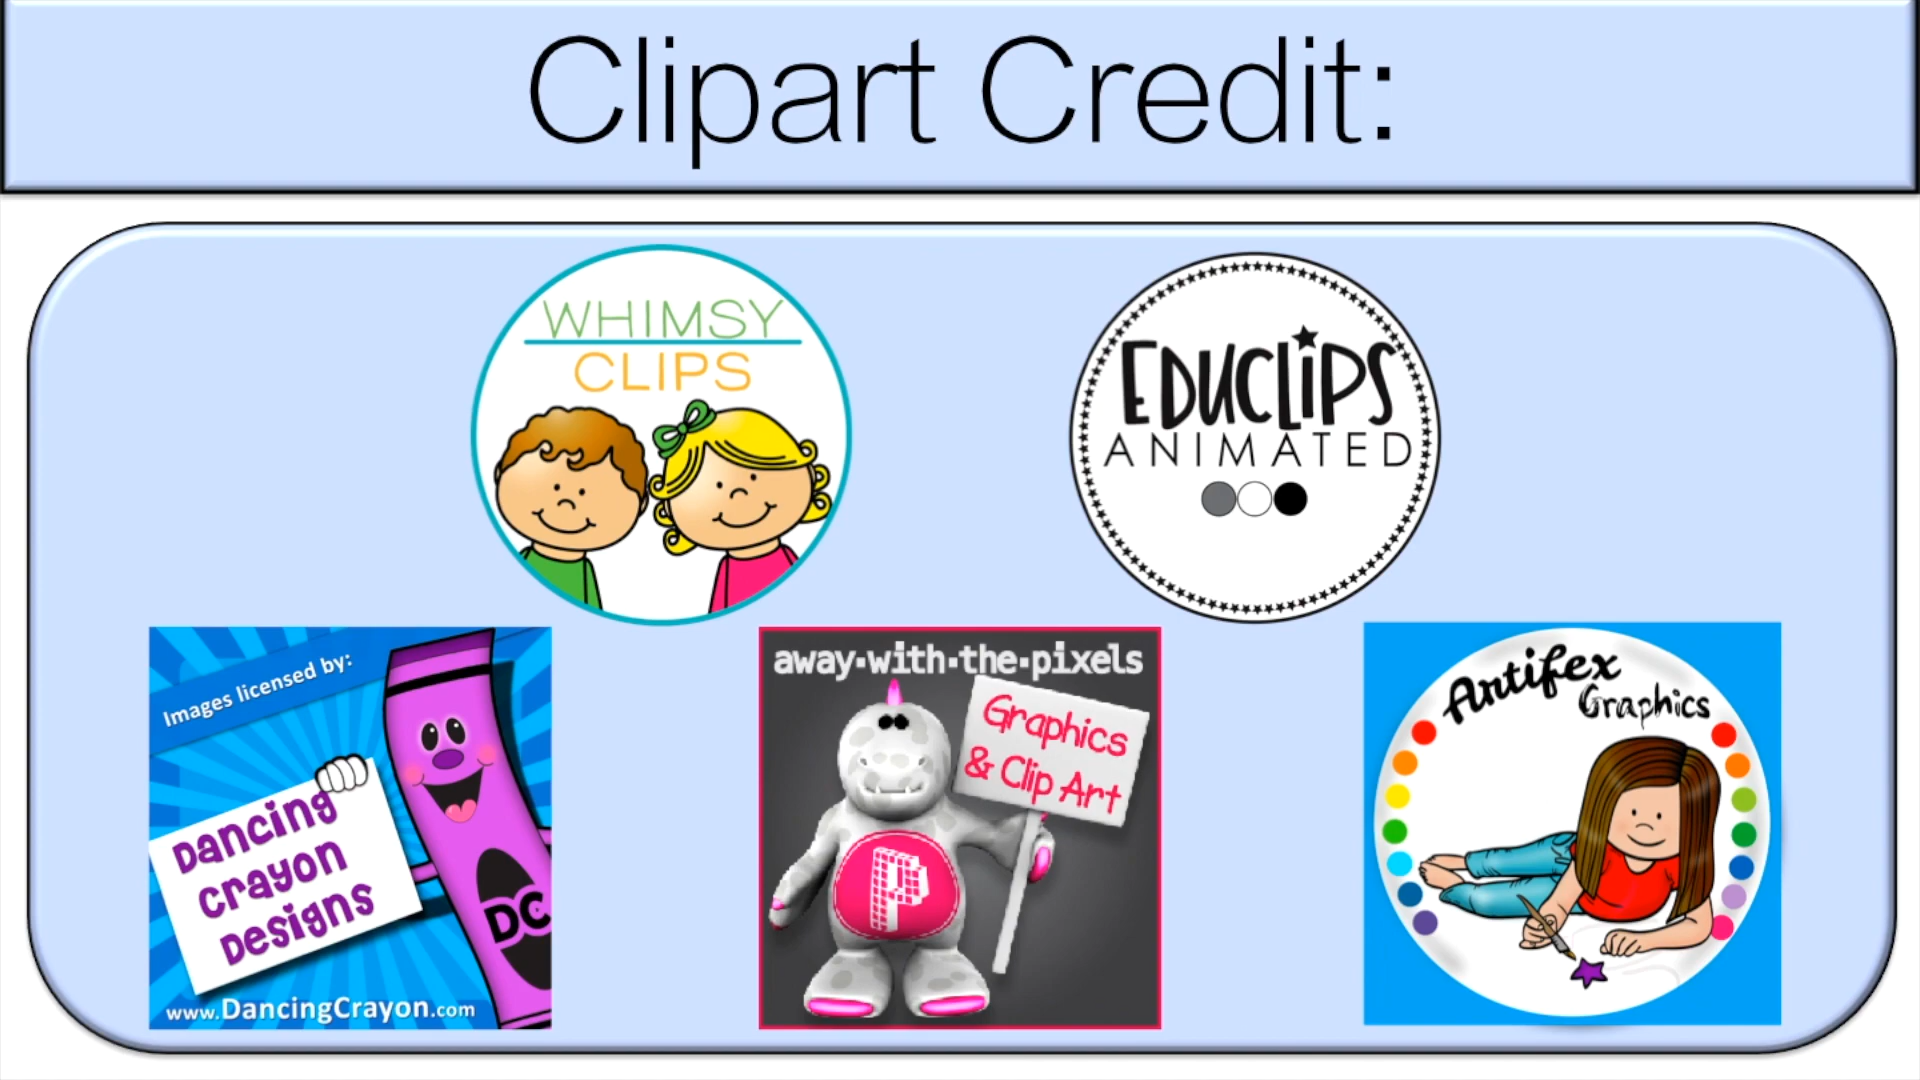 Clipart Credit:
WHIMSY
CLIPS
EDUCLiPS
ANIMATED
Images licensed by:
Dancing
Crayon
Designs
DC
www.DancingCrayon.com
away·with·the·pixels
Graphics
& Clip Art
P
Artifex
Graphics